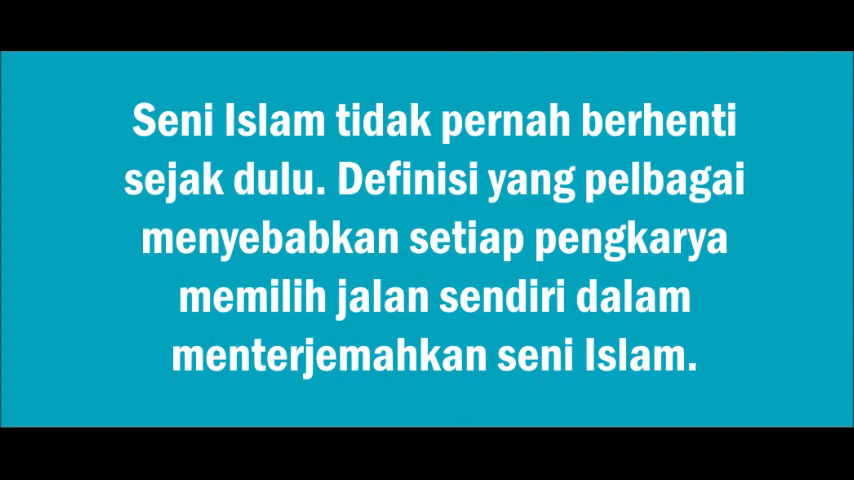 Seni Islam tidak pernah berhenti
sejak dulu. Definisi yang pelbagai
menyebabkan setiap pengkarya
memilih jalan sendiri dalam
menterjemahkan seni Islam.